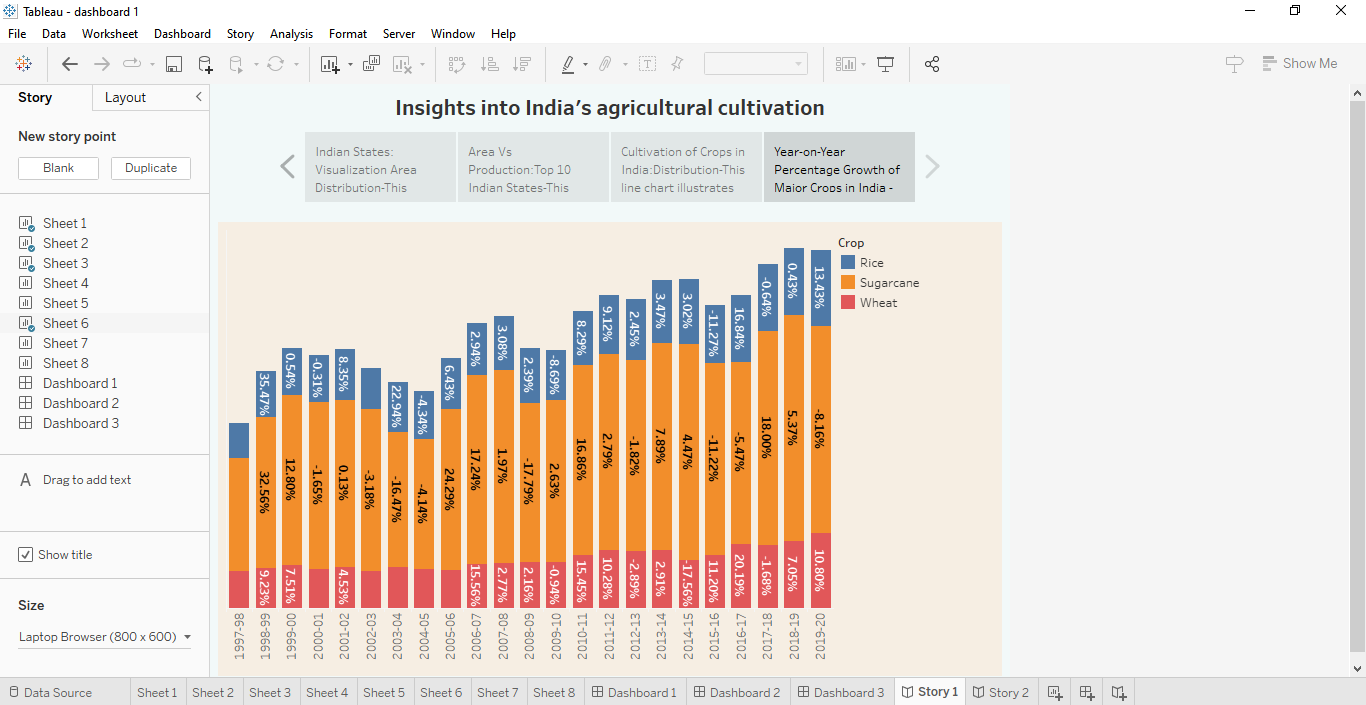 Tableau - dashboard 1
File Data Worksheet Dashboard Story Analysis Format Server Window Help
Show Me
Story Layout
New story point
Blank Duplicate
Sheet 1
Sheet 2
Sheet 3
Sheet 4
Sheet 5
Sheet 6
Sheet 7
Sheet 8
Dashboard 1
Dashboard 2
Dashboard 3
A Drag to add text
Show title
Size
Laptop Browser (800 x 600)
Insights into India's agricultural cultivation
Indian States:
Visualization Area
Distribution-This
Area Vs
Production:Top 10
Indian States-This
Cultivation of Crops in
India:Distribution-This
line chart illustrates
Year-on-Year
Percentage Growth of
Major Crops in India -
Crop
Rice
Sugarcane
Wheat
35.47% 0.54% -0.31% 8.35% 22.94% -4.34% 6.43% 2.94% 3.08% 2.39% -8.69% 8.29% 9.12% 2.45% 3.47% 3.02% -11.27% 16.84% -0.64% 0.43% 13.43%
32.56% 12.80% -1.65% 0.13% -3.18% -16.47% -4.14% 24.29% 17.24% 1.97% -17.79% 2.63% 16.86% 2.79% -1.82% 7.89% 4.47% -11.22% -5.47% 18.00% 5.37% -8.16%
9.23% 7.51% 4.53% 15.56% 2.77% 2.16% -0.94% 15.45% 10.28% -2.89% 2.91% -17.56% 11.20% 20.19% -1.68% 7.05% 10.80%
1997-98 1998-99 1999-00 2000-01 2001-02 2002-03 2003-04 2004-05 2005-06 2006-07 2007-08 2008-09 2009-10 2010-11 2011-12 2012-13 2013-14 2014-15 2015-16 2016-17 2017-18 2018-19 2019-20
Data Source Sheet 1 Sheet 2 Sheet 3 Sheet 4 Sheet 5 Sheet 6 Sheet 7 Sheet 8 Dashboard 1 Dashboard 2 Dashboard 3 Story 1 Story 2